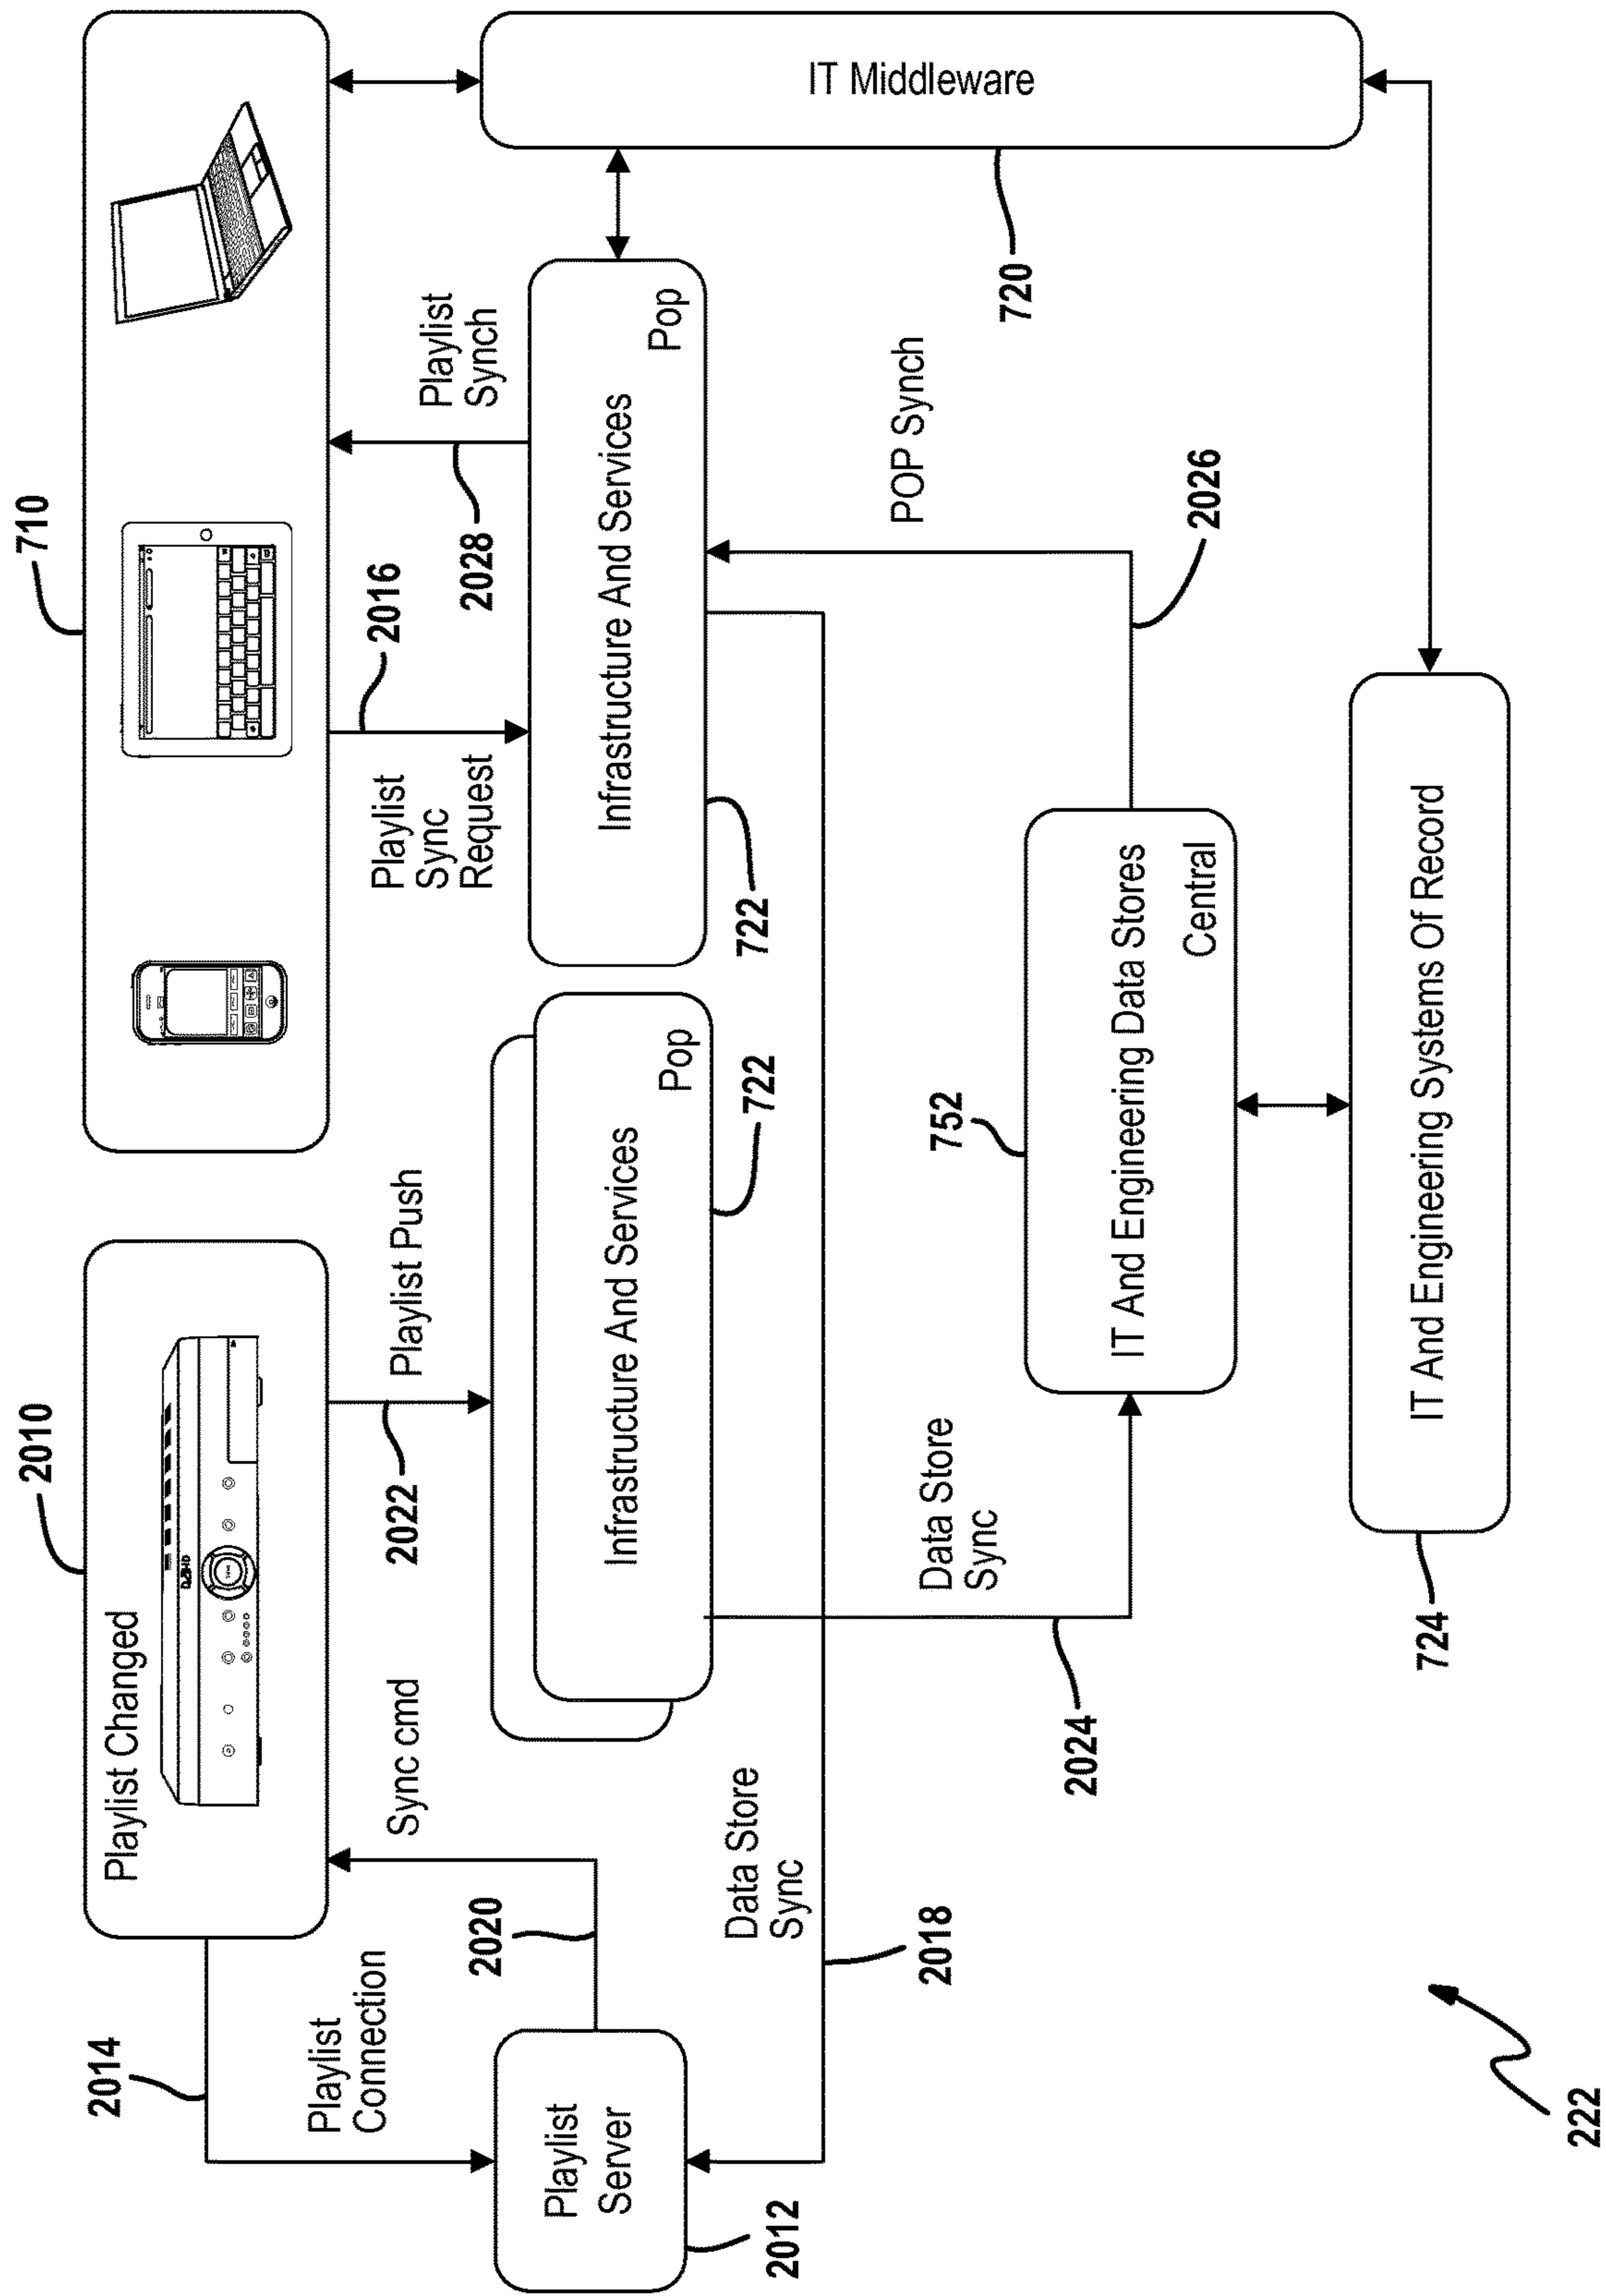 2010
710
Playlist Changed
2014
Playlist
Connection
2020
Sync cmd
2022
Playlist Push
Playlist
Sync
Request
2016
2028
Playlist
Synch
Playlist
Server
2012
Infrastructure And Services
Pop
722
Infrastructure And Services
Pop
722
IT Middleware
720
Data Store
Sync
2018
Data Store
Sync
2024
752
IT And Engineering Data Stores
Central
POP Synch
2026
IT And Engineering Systems Of Record
724
222